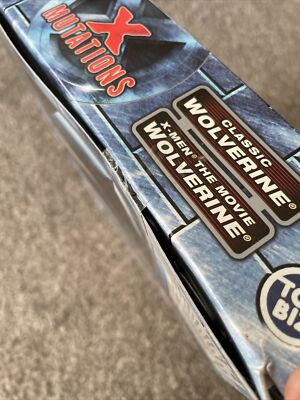 X
MUTATIONS
CLASSIC
WOLVERINE®
X-MEN® THE MOVIE
WOLVERINE®